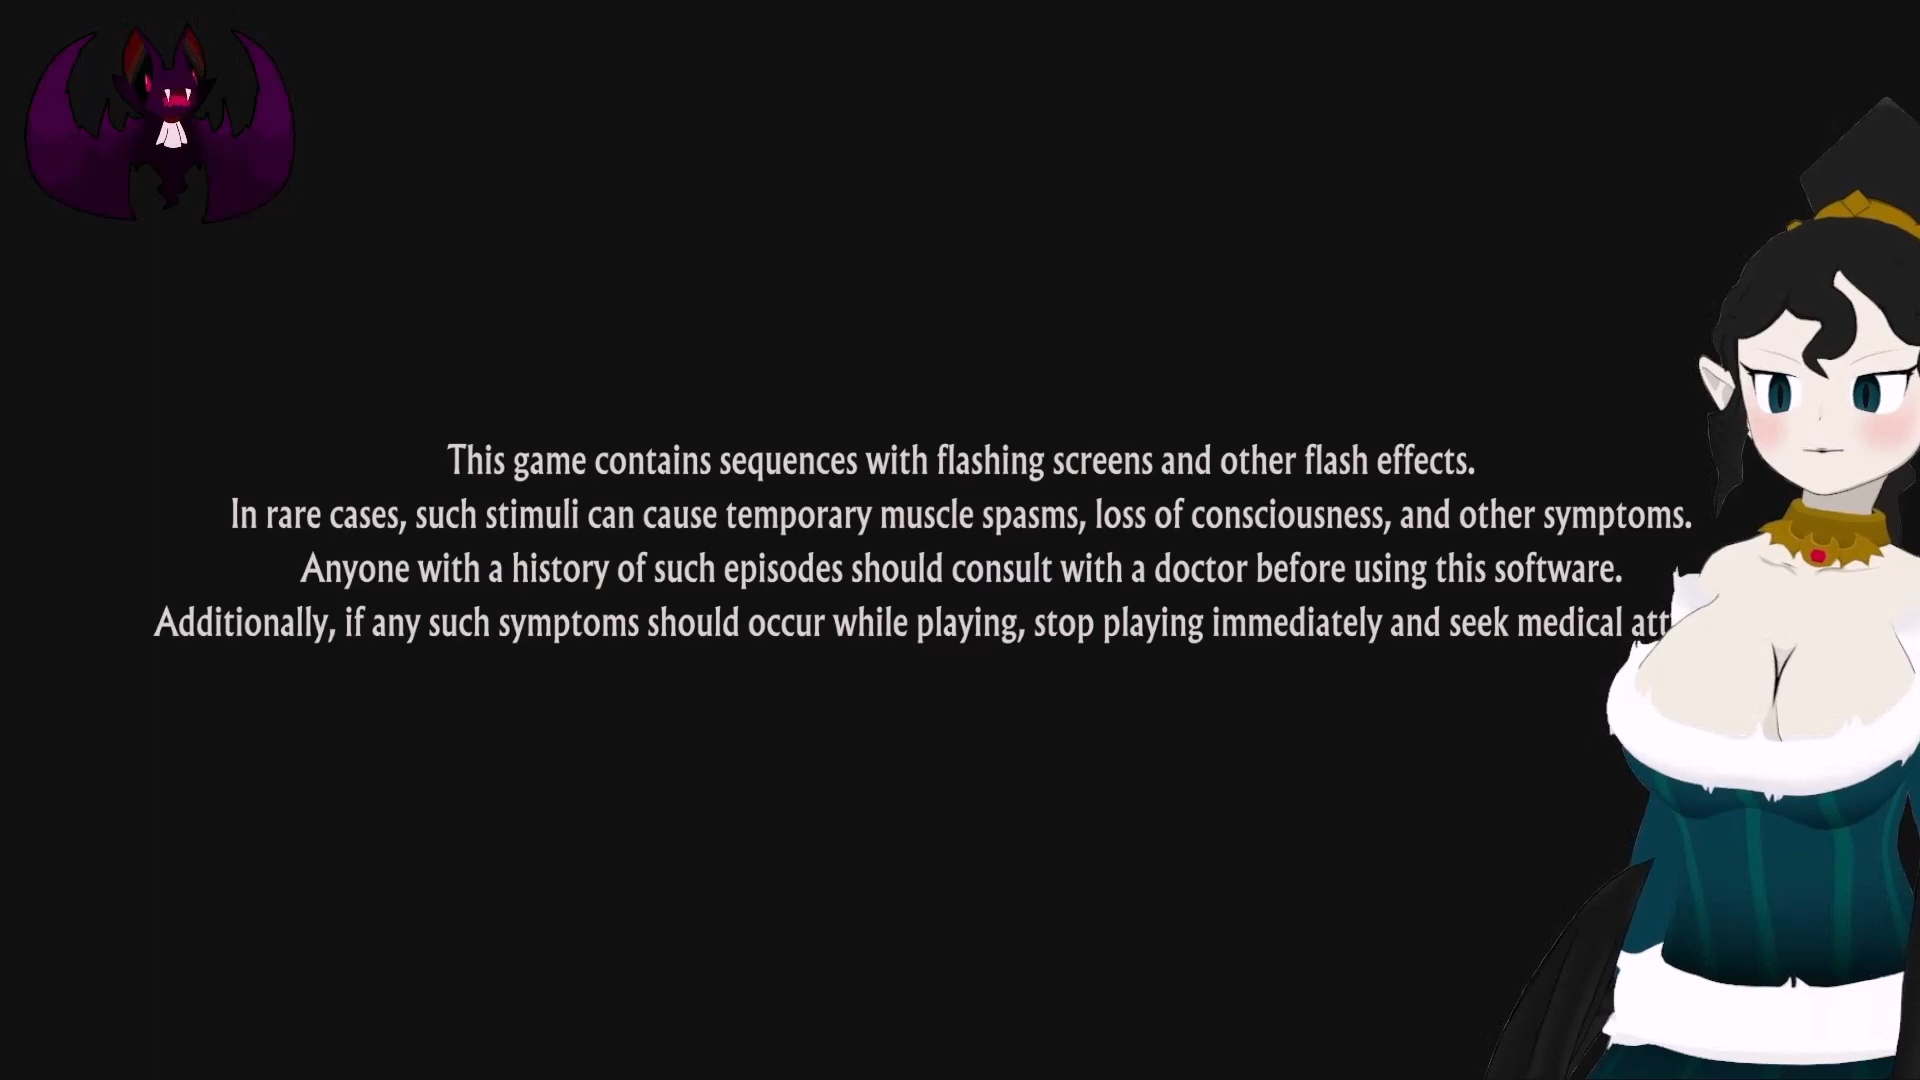 This game contains sequences with flashing screens and other flash effects.
In rare cases, such stimuli can cause temporary muscle spasms, loss of consciousness, and other symptoms.
Anyone with a history of such episodes should consult with a doctor before using this software.
Additionally, if any such symptoms should occur while playing, stop playing immediately and seek medical